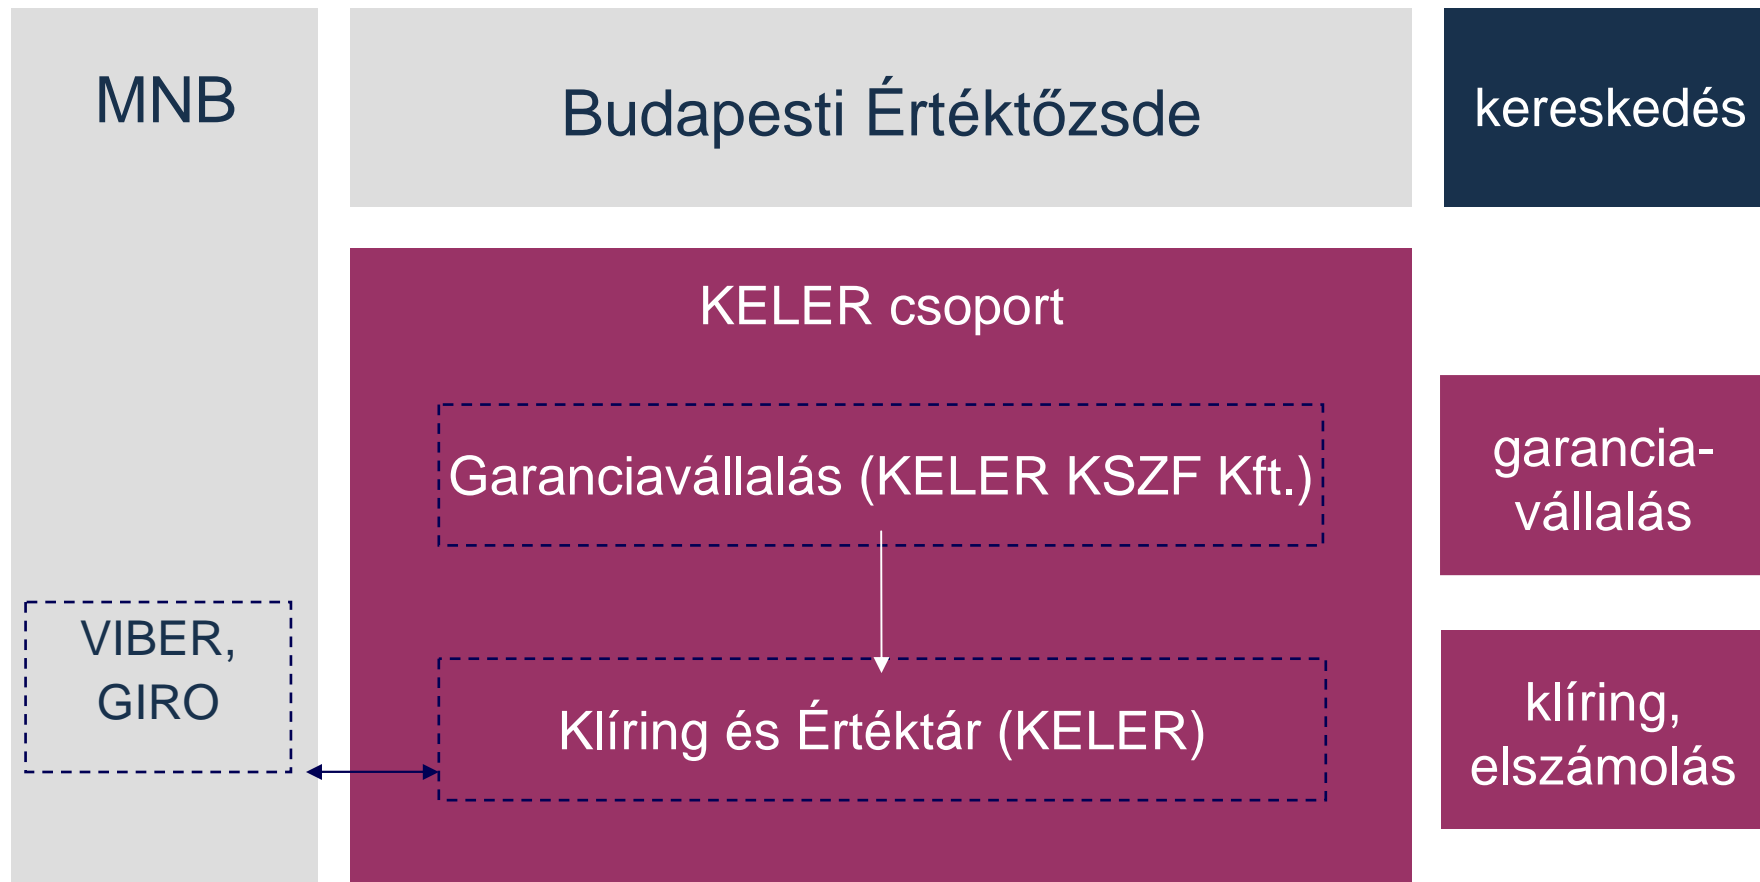 MNB
Budapesti Értéktőzsde
kereskedés
KELER csoport
Garanciavállalás (KELER KSZF Kft.)
garancia-
vállalás
VIBER,
GIRO
Klíring és Értéktár (KELER)
klíring,
elszámolás